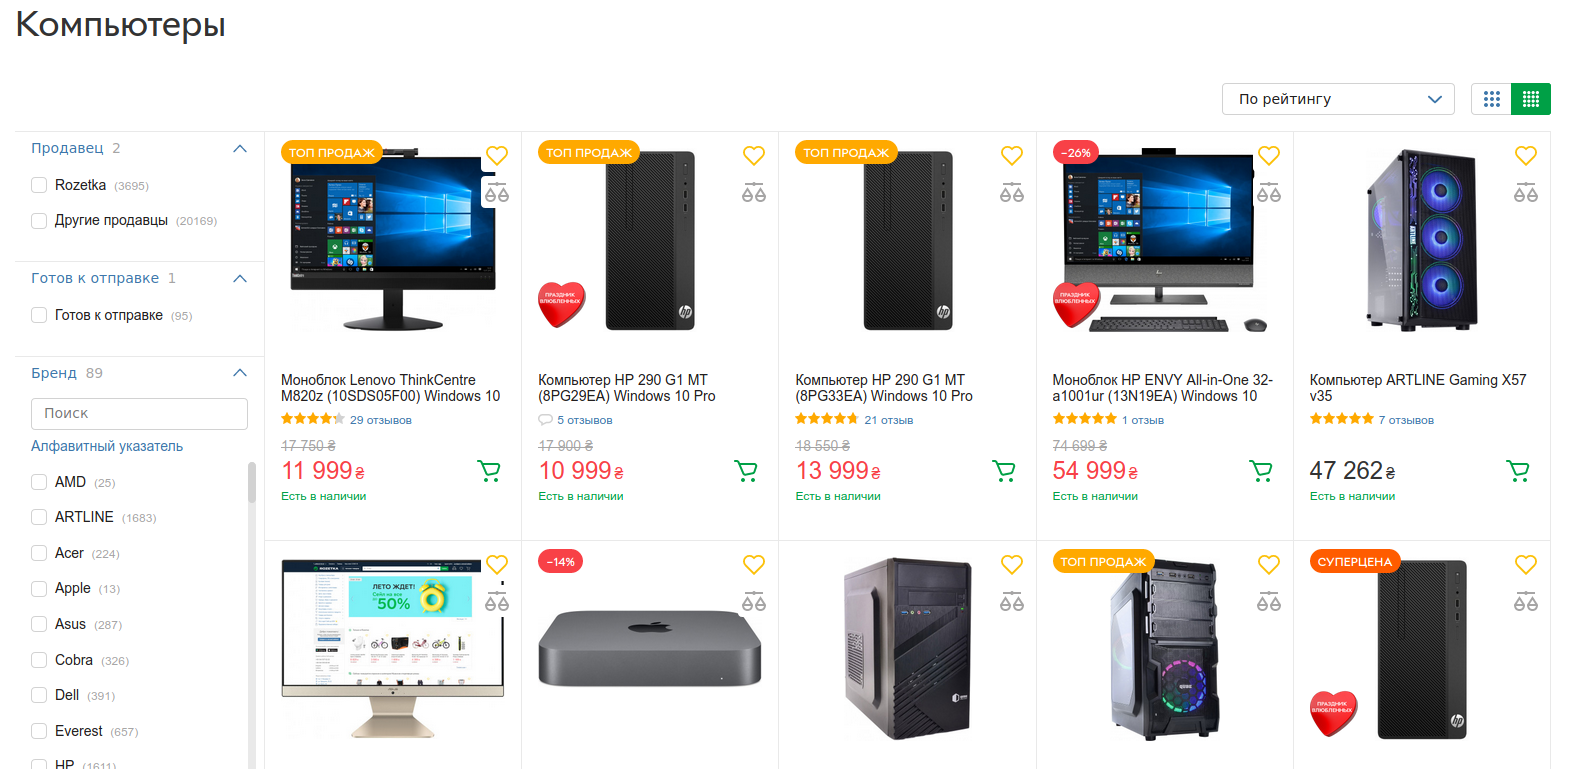 Компьютеры
По рейтингу
Продавец 2
Rozetka (3695)
Другие продавцы (20169)
Готов к отправке 1
Готов к отправке (95)
Бренд 89
Поиск
Алфавитный указатель
AMD (25)
ARTLINE (1683)
Acer (224)
Apple (13)
Asus (287)
Cobra (326)
Dell (391)
Everest (657)
HP (1611)
ТОП ПРОДАЖ
Моноблок Lenovo ThinkCentre
M820z (10SDS05F00) Windows 10
29 отзывов
17 750 ₴
11 999 ₴
Есть в наличии
ТОП ПРОДАЖ
ПРАЗДНИК
ВЛЮБЛЕННЫХ
hp
Компьютер HP 290 G1 MT
(8PG29EA) Windows 10 Pro
5 отзывов
17 900 ₴
10 999 ₴
Есть в наличии
ТОП ПРОДАЖ
hp
Компьютер HP 290 G1 MT
(8PG33EA) Windows 10 Pro
21 отзыв
18 550 ₴
13 999 ₴
Есть в наличии
−26%
ПРАЗДНИК
ВЛЮБЛЕННЫХ
Моноблок HP ENVY All-in-One 32-
a1001ur (13N19EA) Windows 10
1 отзыв
74 699 ₴
54 999 ₴
Есть в наличии
Компьютер ARTLINE Gaming X57
v35
7 отзывов
47 262 ₴
Есть в наличии
ROZETKA
ЛЕТО ЖДЕТ!
50%
−14%
ТОП ПРОДАЖ
СУПЕРЦЕНА
ПРАЗДНИК
ВЛЮБЛЕННЫХ
hp